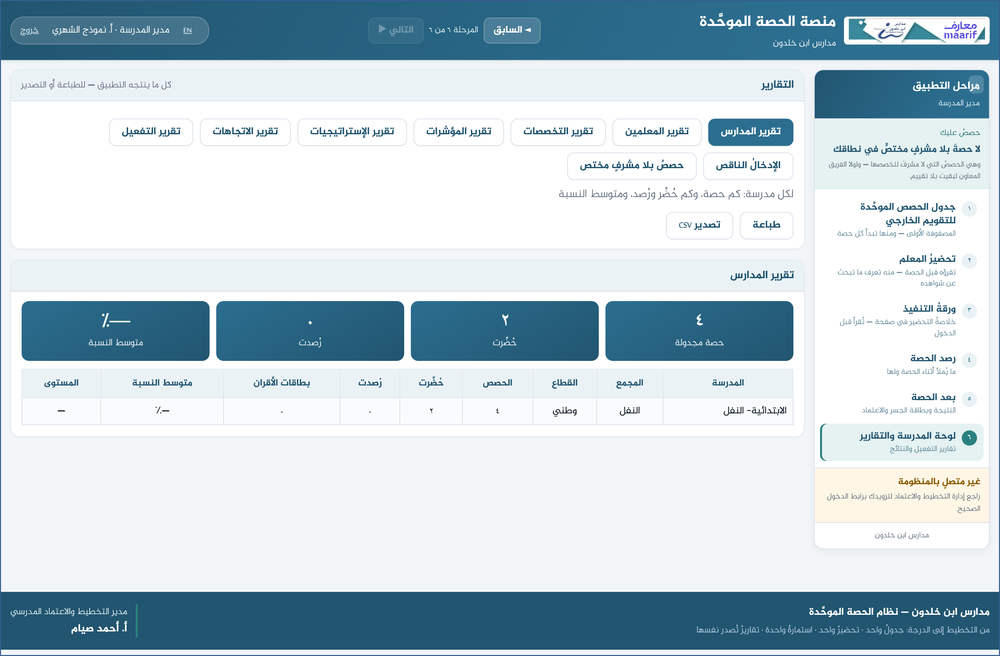 معارف
maarif
مدارس
ابن خلدون
Ibn Khaldun Schools
منصة الحصة الموحَّدة
مدارس ابن خلدون
◄ السابق
المرحلة ٦ من ٦
التالي ▶
EN
مدير المدرسة · أ. نموذج الشهري
خروج
مراحل التطبيق
مدير المدرسة
حصصٌ عليك
لا حصةَ بلا مشرفٍ مختصٍّ في نطاقك
وهي الحصصُ التي لا مشرفَ لتخصصها — ولولا الفريق
المعاون لبقيت بلا تقييم.
١
جدول الحصص الموحَّدة
للتقويم الخارجي
المصفوفة الأولى — ومنها تبدأ كل حصة
٢
تحضيرُ المعلم
تقرؤه قبل الحصة — منه تعرف ما تبحث
عن شواهده
٣
ورقةُ التنفيذ
خلاصةُ التحضير في صفحة — تُقرأ قبل
الدخول
٤
رصد الحصة
ما يُملأ أثناء الحصة ولها
٥
بعد الحصة
النتيجة وبطاقة الجسر والاعتماد
٦
لوحة المدرسة والتقارير
تقارير التفعيل والنتائج
غير متصلٍ بالمنظومة
راجع إدارة التخطيط والاعتماد لتزويدك برابط الدخول
الصحيح.
مدارس ابن خلدون
التقارير
كل ما ينتجه التطبيق — للطباعة أو التصدير
تقرير المدارس
تقرير المعلمين
تقرير التخصصات
تقرير المؤشرات
تقرير الإستراتيجيات
تقرير الاتجاهات
تقرير التفعيل
الإدخالُ الناقص
حصصٌ بلا مشرفٍ مختص
لكل مدرسة: كم حصة، وكم حُضِّر ورُصد، ومتوسط النسبة
طباعة
تصدير CSV
تقرير المدارس
٤
حصة مجدولة
٢
حُضِّرت
٠
رُصدت
—٪
متوسط النسبة
المدرسة المجمع القطاع الحصص حُضِّرت رُصدت بطاقات الأقران متوسط النسبة المستوى
الابتدائية- النفل النفل وطني ٤ ٢ ٠ ٠ —٪ —
مدارس ابن خلدون — نظام الحصة الموحَّدة
من التخطيط إلى الدرجة: جدولٌ واحد · تحضيرٌ واحد · استمارةٌ واحدة · تقاريرُ تُصدر نفسها
مدير التخطيط والاعتماد المدرسي
أ. أحمد صيام